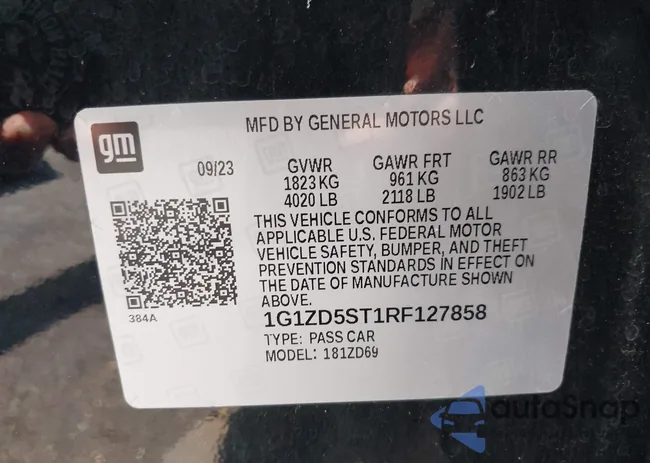 gm
MFD BY GENERAL MOTORS LLC
09/23
GVWR GAWR FRT GAWR RR
1823 KG 961 KG 863 KG
4020 LB 2118 LB 1902 LB
THIS VEHICLE CONFORMS TO ALL
APPLICABLE U.S. FEDERAL MOTOR
VEHICLE SAFETY, BUMPER, AND THEFT
PREVENTION STANDARDS IN EFFECT ON
THE DATE OF MANUFACTURE SHOWN
ABOVE.
384A
1G1ZD5ST1RF127858
TYPE: PASS CAR
MODEL: 181ZD69
autoSnap